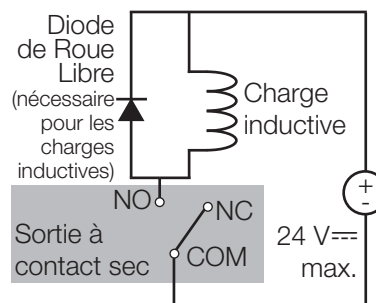 Diode
de Roue
Libre
(nécessaire
pour les
charges
inductives)
Charge
inductive
NO
NC
COM
Sortie à
contact sec
+
-
24 V⎓
max.